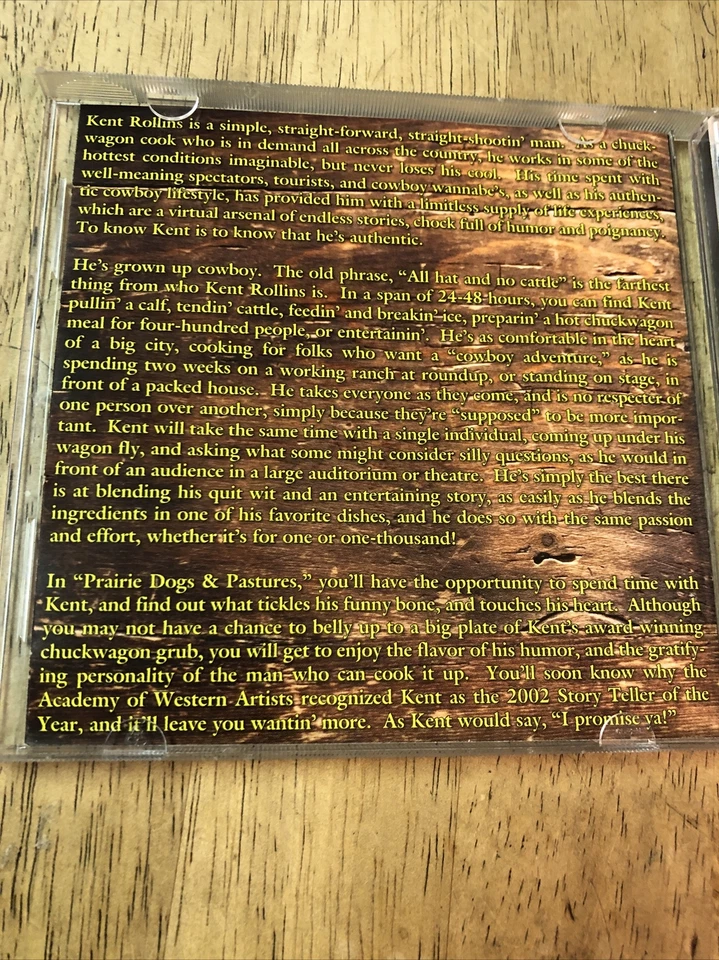 Kent Rollins is a simple, straight-forward, straight-shootin' man. As a chuck-
wagon cook who is in demand all across the country, he works in some of the
hottest conditions imaginable, but never loses his cool. His time spent with
well-meaning spectators, tourists, and cowboy wannabe's, as well as his authen-
tic cowboy lifestyle, has provided him with a limitless supply of life experiences,
which are a virtual arsenal of endless stories, chock full of humor and poignancy.
To know Kent is to know that he's authentic.
He's grown up cowboy. The old phrase, "All hat and no cattle" is the farthest
thing from who Kent Rollins is. In a span of 24-48-hours, you can find Kent
pullin' a calf, tendin' cattle, feedin' and breakin' ice, preparin' a hot chuckwagon
meal for four-hundred people, or entertainin'. He's as comfortable in the heart
of a big city, cooking for folks who want a "cowboy adventure," as he is
spending two weeks on a working ranch at roundup, or standing on stage, in
front of a packed house. He takes everyone as they come, and is no respecter of
one person over another, simply because they're "supposed" to be more impor-
tant. Kent will take the same time with a single individual, coming up under his
wagon fly, and asking what some might consider silly questions, as he would in
front of an audience in a large auditorium or theatre. He's simply the best there
is at blending his quit wit and an entertaining story, as easily as he blends the
ingredients in one of his favorite dishes, and he does so with the same passion
and effort, whether it's for one or one-thousand!
In "Prairie Dogs & Pastures," you'll have the opportunity to spend time with
Kent, and find out what tickles his funny bone, and touches his heart. Although
you may not have a chance to belly up to a big plate of Kent's award winning
chuckwagon grub, you will get to enjoy the flavor of his humor, and the gratify-
ing personality of the man who can cook it up. You'll soon know why the
Academy of Western Artists recognized Kent as the 2002 Story Teller of the
Year, and it'll leave you wantin' more. As Kent would say, "I promise ya!"